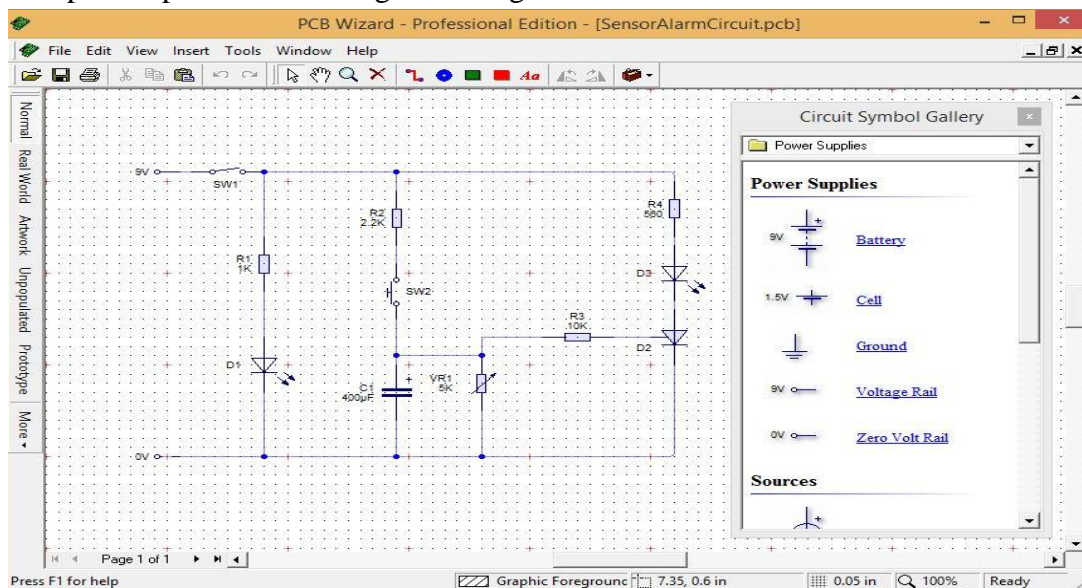 PCB Wizard - Professional Edition - [SensorAlarmCircuit.pcb]
File Edit View Insert Tools Window Help
Aa
Normal
Real World
Artwork
Unpopulated
Prototype
More
9V
SW1
R1
1K
D1
R2
2.2K
SW2
C1
400µF
+
VR1
5K
R3
10K
R4
560
D3
D2
0V
Circuit Symbol Gallery
Power Supplies
Power Supplies
9V + Battery
1.5V Cell
Ground
9V Voltage Rail
0V Zero Volt Rail
Sources
+
Page 1 of 1
Press F1 for help
Graphic Foregrounc 7.35, 0.6 in 0.05 in 100% Ready